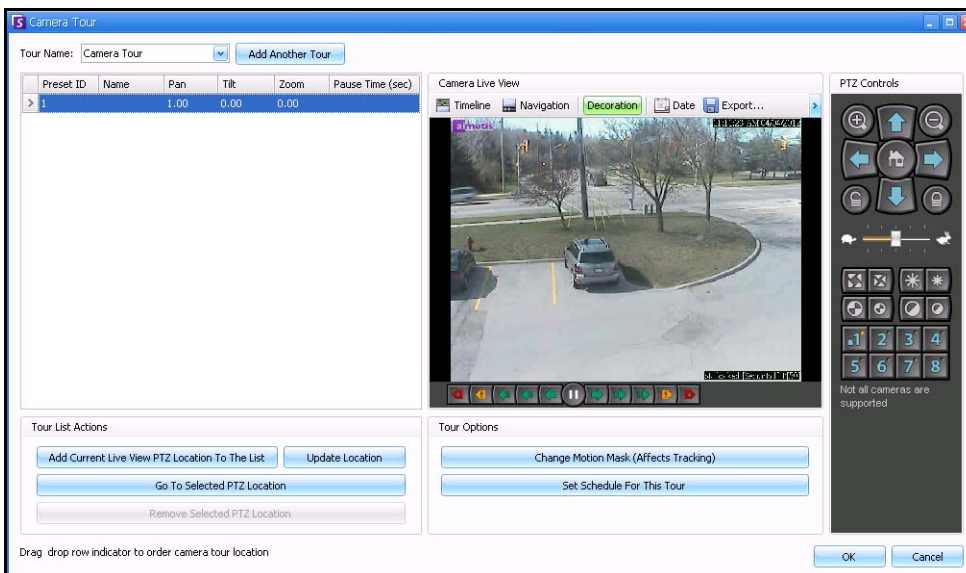 Camera Tour
Tour Name: Camera Tour Add Another Tour
Preset ID Name Pan Tilt Zoom Pause Time (sec)
1 1.00 0.00 0.00
Camera Live View
Timeline Navigation Decoration Date Export...
PTZ Controls
.1 2 3 4
5 6 7 8
Not all cameras are
supported
Tour List Actions
Add Current Live View PTZ Location To The List Update Location
Go To Selected PTZ Location
Remove Selected PTZ Location
Tour Options
Change Motion Mask (Affects Tracking)
Set Schedule For This Tour
Drag drop row indicator to order camera tour location
OK Cancel